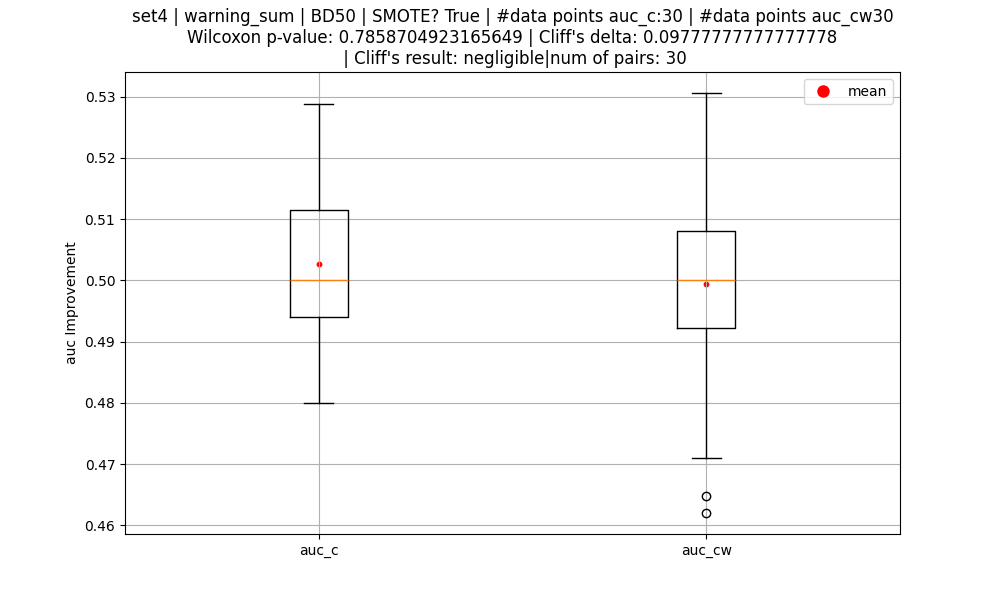 set4 | warning_sum | BD50 | SMOTE? True | #data points auc_c:30 | #data points auc_cw30
Wilcoxon p-value: 0.7858704923165649 | Cliff's delta: 0.09777777777777778
| Cliff's result: negligible|num of pairs: 30
mean
0.53
0.52
0.51
0.50
0.49
0.48
0.47
0.46
auc Improvement
auc_c
auc_cw